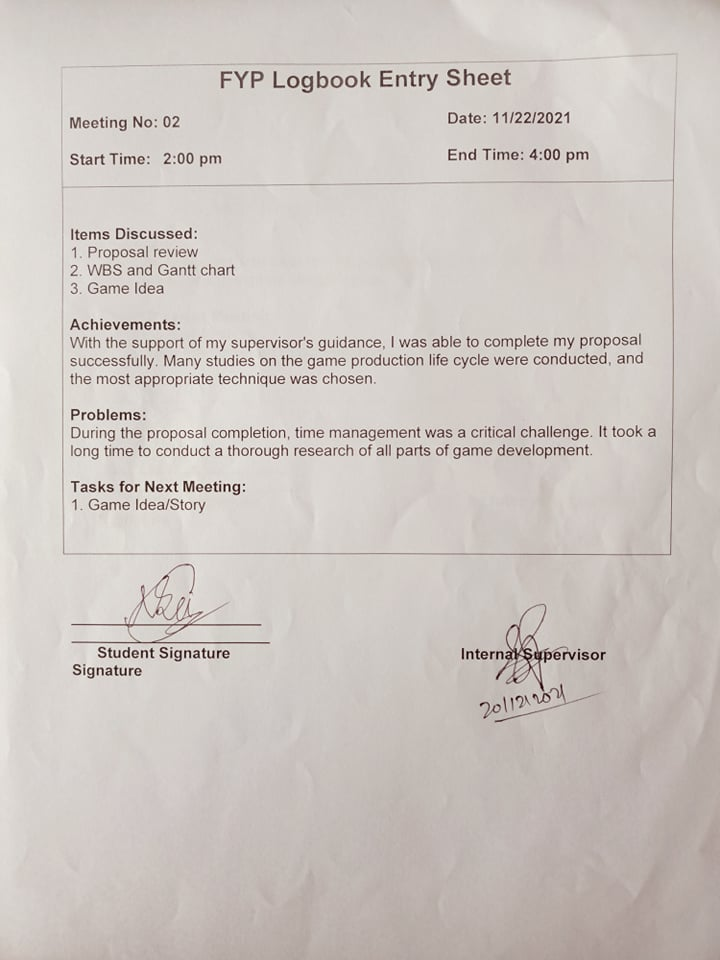 FYP Logbook Entry Sheet
Meeting No: 02
Date: 11/22/2021
Start Time: 2:00 pm
End Time: 4:00 pm
Items Discussed:
1. Proposal review
2. WBS and Gantt chart
3. Game Idea
Achievements:
With the support of my supervisor's guidance, I was able to complete my proposal
successfully. Many studies on the game production life cycle were conducted, and
the most appropriate technique was chosen.
Problems:
During the proposal completion, time management was a critical challenge. It took a
long time to conduct a thorough research of all parts of game development.
Tasks for Next Meeting:
1. Game Idea/Story
Student Signature
Internal Supervisor
Signature
20/12/2021